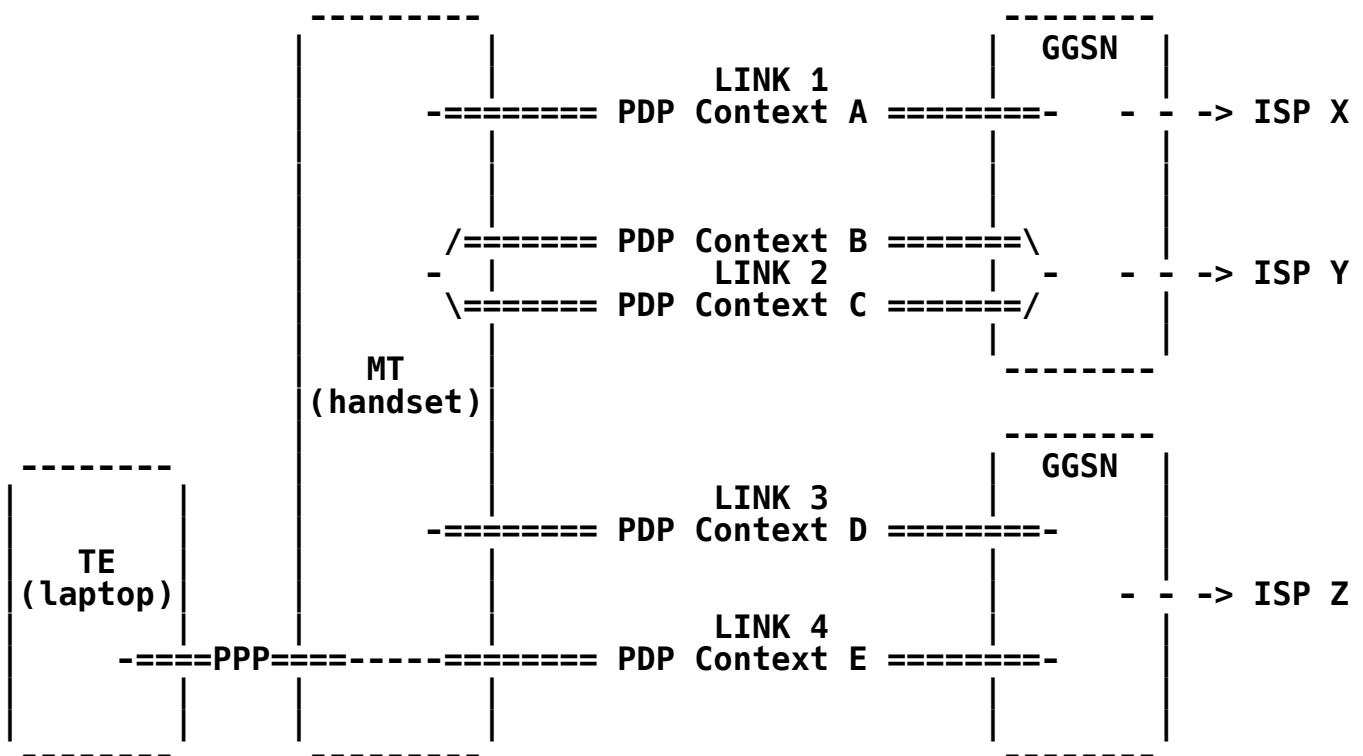 GGSN
LINK 1
-======== PDP Context A ========-   - - -> ISP X
/======= PDP Context B =======\
-   LINK 2   -   - - -> ISP Y
\======= PDP Context C =======/
MT
(handset)
GGSN
LINK 3
-======== PDP Context D ========-
TE
(laptop)   - - -> ISP Z
LINK 4
-====PPP====-----======== PDP Context E ========-